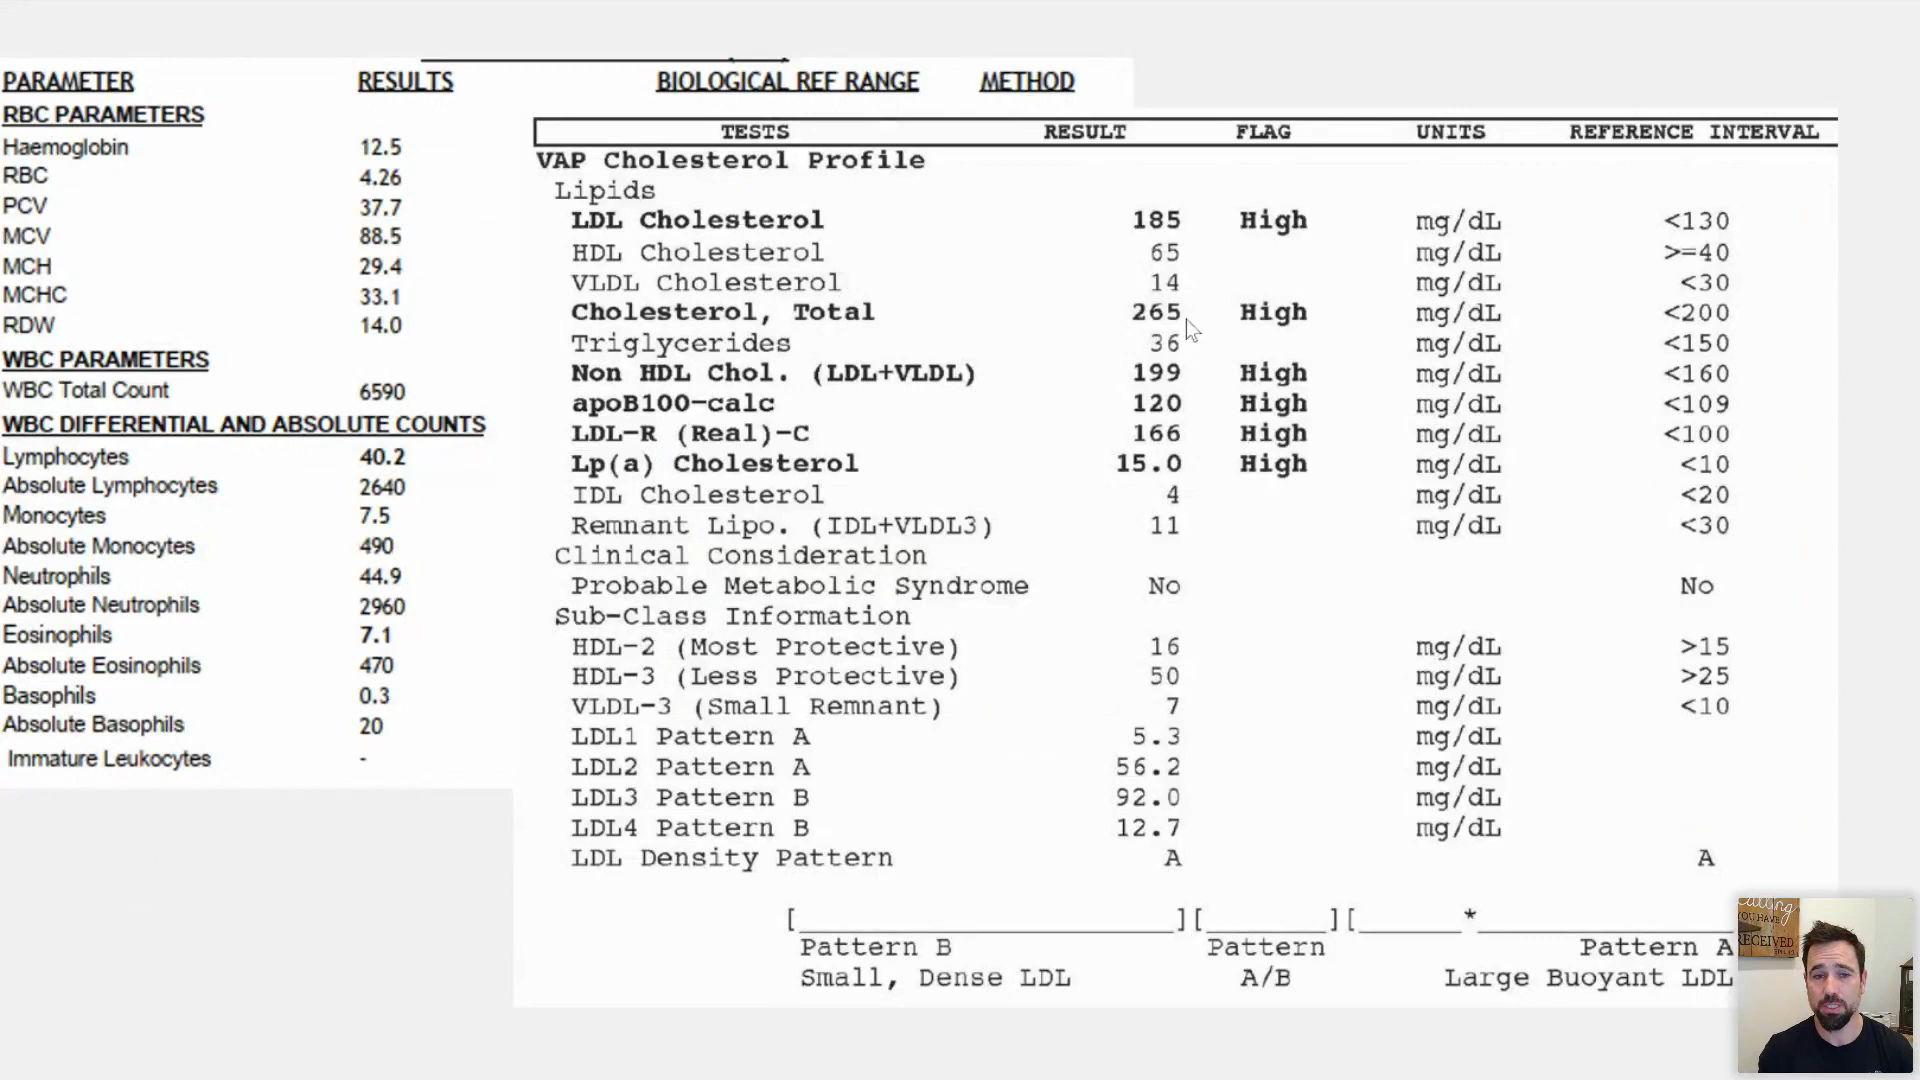 PARAMETER RESULTS BIOLOGICAL REF RANGE METHOD
RBC PARAMETERS
Haemoglobin 12.5
RBC 4.26
PCV 37.7
MCV 88.5
MCH 29.4
MCHC 33.1
RDW 14.0
WBC PARAMETERS
WBC Total Count 6590
WBC DIFFERENTIAL AND ABSOLUTE COUNTS
Lymphocytes 40.2
Absolute Lymphocytes 2640
Monocytes 7.5
Absolute Monocytes 490
Neutrophils 44.9
Absolute Neutrophils 2960
Eosinophils 7.1
Absolute Eosinophils 470
Basophils 0.3
Absolute Basophils 20
Immature Leukocytes -
TESTS RESULT FLAG UNITS REFERENCE INTERVAL
VAP Cholesterol Profile
Lipids
LDL Cholesterol 185 High mg/dL <130
HDL Cholesterol 65 mg/dL >=40
VLDL Cholesterol 14 mg/dL <30
Cholesterol, Total 265 High mg/dL <200
Triglycerides 36 mg/dL <150
Non HDL Chol. (LDL+VLDL) 199 High mg/dL <160
apoB100-calc 120 High mg/dL <109
LDL-R (Real)-C 166 High mg/dL <100
Lp(a) Cholesterol 15.0 High mg/dL <10
IDL Cholesterol 4 mg/dL <20
Remnant Lipo. (IDL+VLDL3) 11 mg/dL <30
Clinical Consideration
Probable Metabolic Syndrome No No
Sub-Class Information
HDL-2 (Most Protective) 16 mg/dL >15
HDL-3 (Less Protective) 50 mg/dL >25
VLDL-3 (Small Remnant) 7 mg/dL <10
LDL1 Pattern A 5.3 mg/dL
LDL2 Pattern A 56.2 mg/dL
LDL3 Pattern B 92.0 mg/dL
LDL4 Pattern B 12.7 mg/dL
LDL Density Pattern A A
[______________________][_______][______*_______________
Pattern B Pattern Pattern A
Small, Dense LDL A/B Large Buoyant LDL
calling
YOU HAVE
RECEIVED